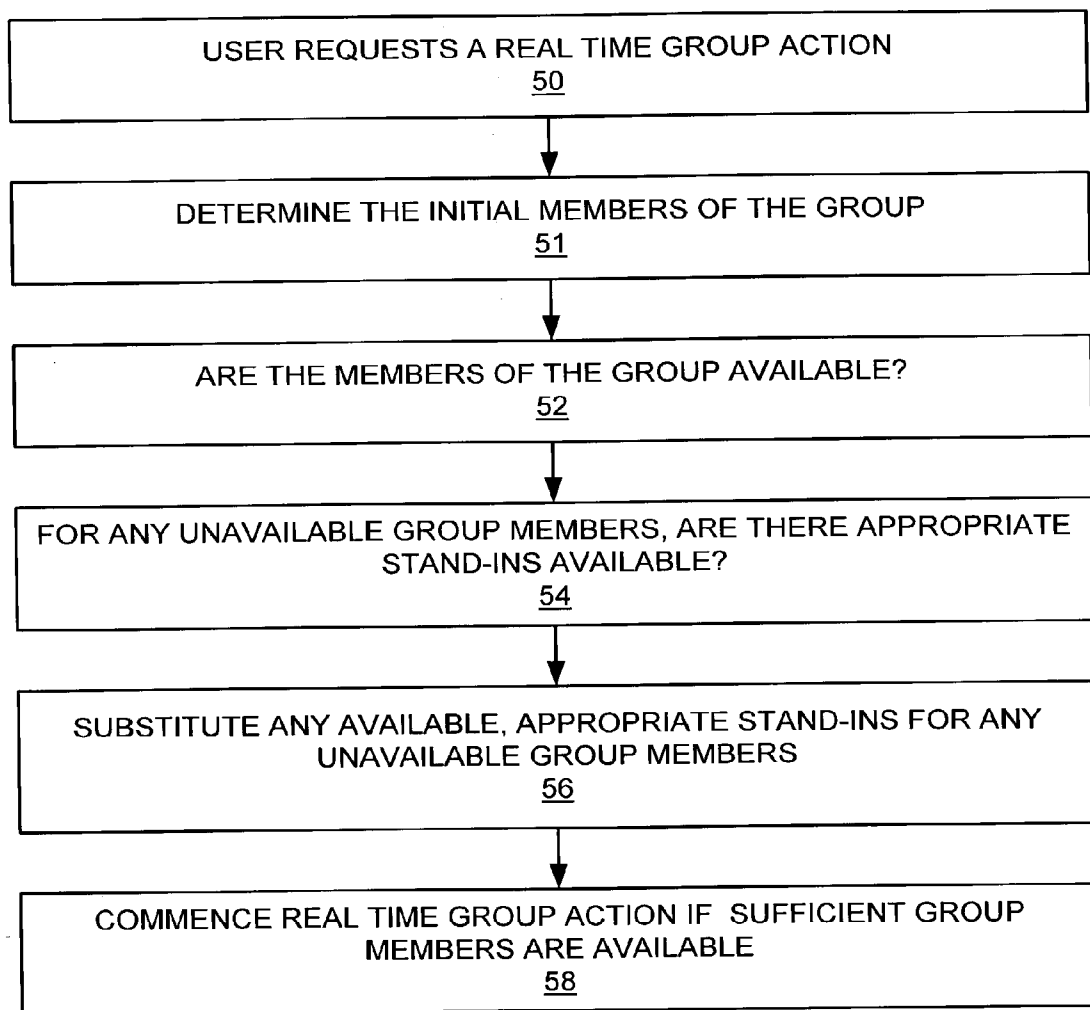 USER REQUESTS A REAL TIME GROUP ACTION
50
DETERMINE THE INITIAL MEMBERS OF THE GROUP
51
ARE THE MEMBERS OF THE GROUP AVAILABLE?
52
FOR ANY UNAVAILABLE GROUP MEMBERS, ARE THERE APPROPRIATE
STAND-INS AVAILABLE?
54
SUBSTITUTE ANY AVAILABLE, APPROPRIATE STAND-INS FOR ANY
UNAVAILABLE GROUP MEMBERS
56
COMMENCE REAL TIME GROUP ACTION IF SUFFICIENT GROUP
MEMBERS ARE AVAILABLE
58